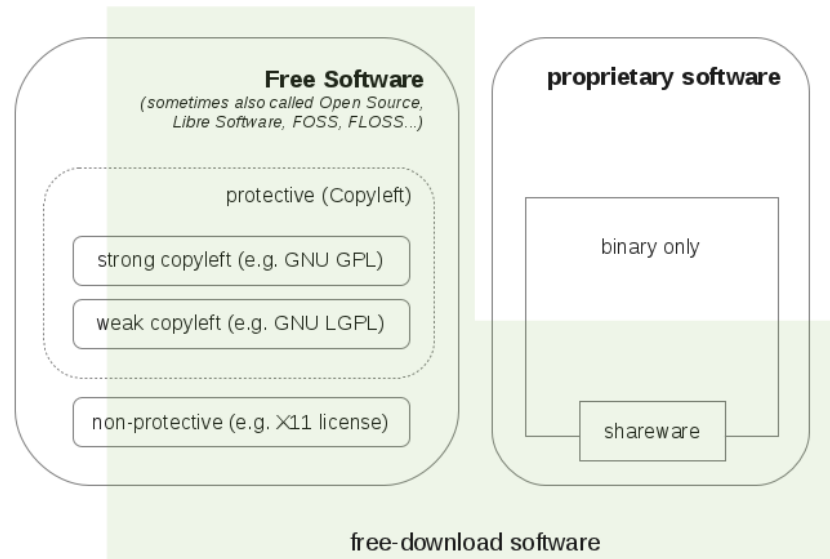 Free Software
(sometimes also called Open Source,
Libre Software, FOSS, FLOSS...)
protective (Copyleft)
strong copyleft (e.g. GNU GPL)
weak copyleft (e.g. GNU LGPL)
non-protective (e.g. X11 license)
proprietary software
binary only
shareware
free-download software